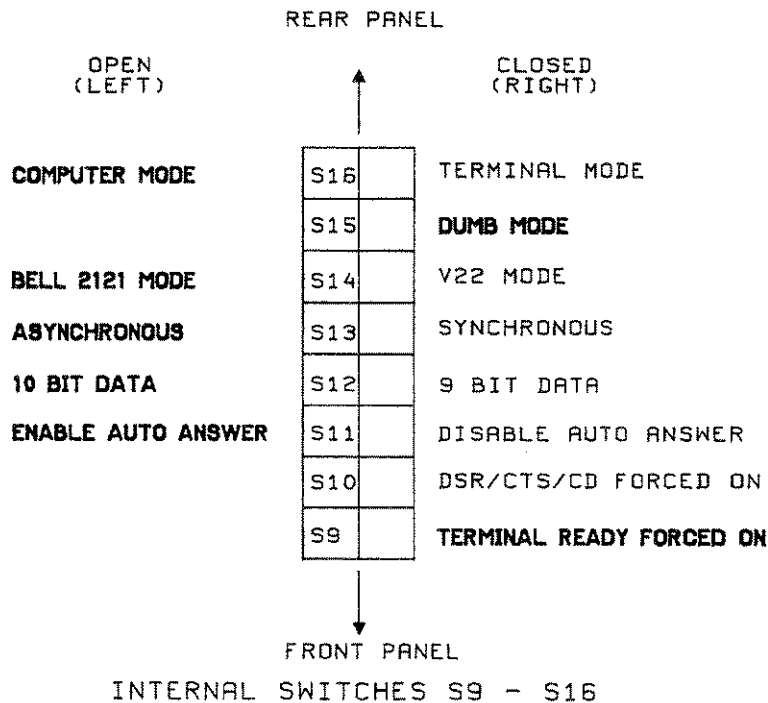 REAR PANEL
OPEN CLOSED
(LEFT) (RIGHT)
COMPUTER MODE S16 TERMINAL MODE
S15 DUMB MODE
BELL 2121 MODE S14 V22 MODE
ASYNCHRONOUS S13 SYNCHRONOUS
10 BIT DATA S12 9 BIT DATA
ENABLE AUTO ANSWER S11 DISABLE AUTO ANSWER
S10 DSR/CTS/CD FORCED ON
S9 TERMINAL READY FORCED ON
FRONT PANEL
INTERNAL SWITCHES S9 - S16